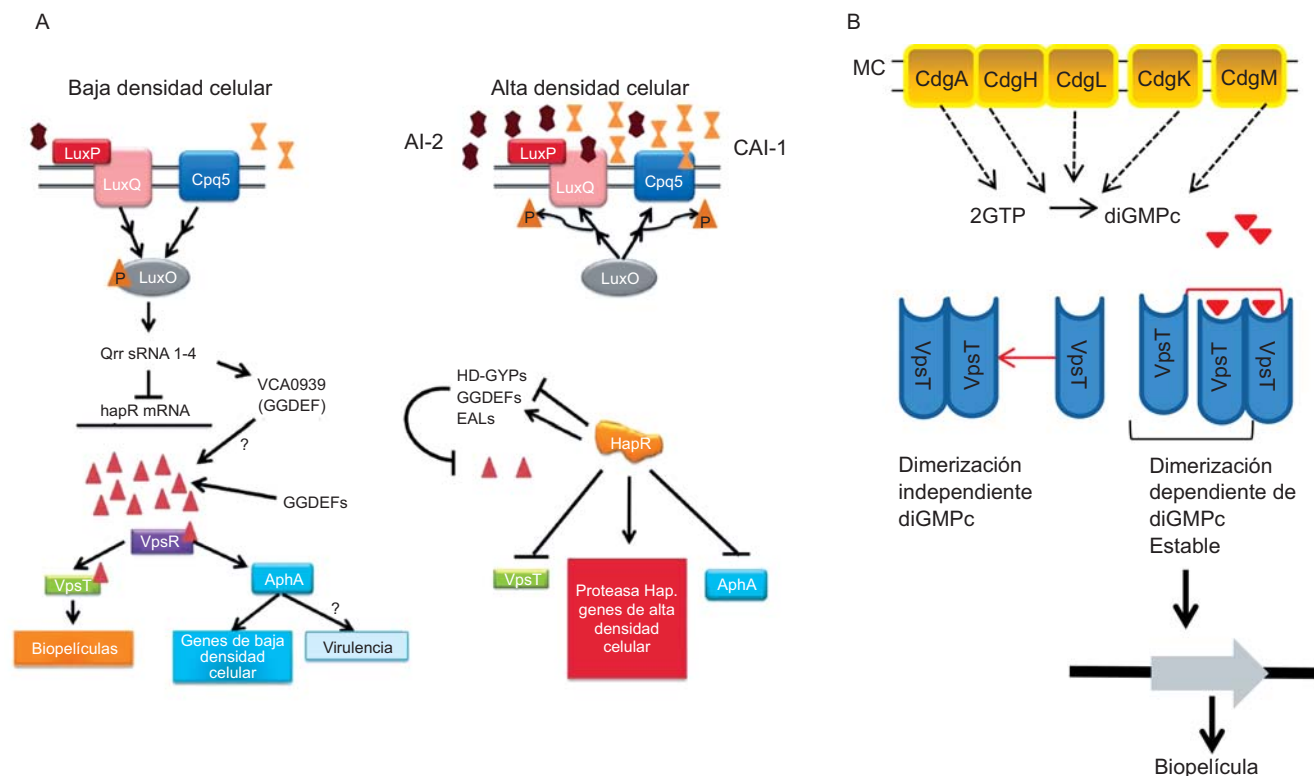 A
Baja densidad celular
LuxP
LuxQ
Cpq5
P
LuxO
Qrr sRNA 1-4
hapR mRNA
VCA0939
(GGDEF)
?
GGDEFs
VpsR
VpsT
AphA
?
Biopelículas
Genes de baja
densidad
celular
Virulencia
Alta densidad celular
AI-2
CAI-1
LuxP
LuxQ
Cpq5
P
P
LuxO
HD-GYPs
GGDEFs
EALs
HapR
VpsT
Proteasa Hap.
genes de alta
densidad
celular
AphA
B
MC
CdgA
CdgH
CdgL
CdgK
CdgM
2GTP
diGMPc
VpsT
VpsT
VpsT
VpsT
VpsT
VpsT
Dimerización
independiente
diGMPc
Dimerización
dependiente de
diGMPc
Estable
Biopelícula